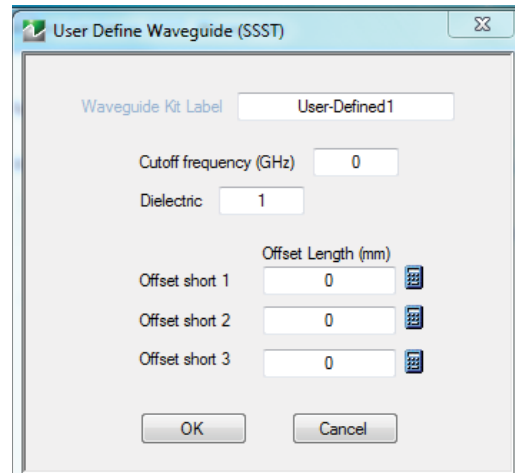 User Define Waveguide (SSST)
Waveguide Kit Label User-Defined1
Cutoff frequency (GHz) 0
Dielectric 1
Offset Length (mm)
Offset short 1 0
Offset short 2 0
Offset short 3 0
OK Cancel